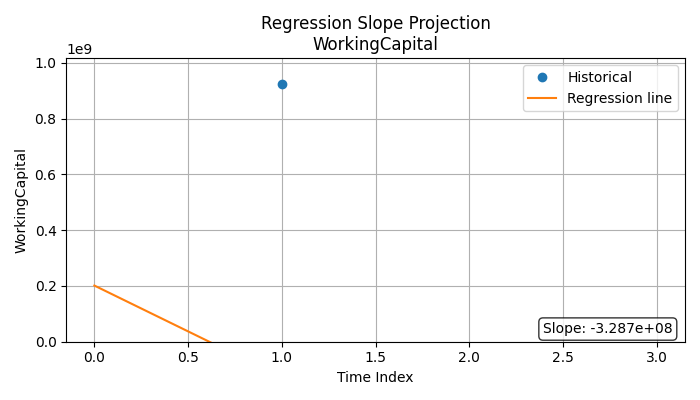 Regression Slope Projection
WorkingCapital
1e9
1.0
0.8
0.6
0.4
0.2
0.0
WorkingCapital
Historical
Regression line
Slope: -3.287e+08
0.0 0.5 1.0 1.5 2.0 2.5 3.0
Time Index